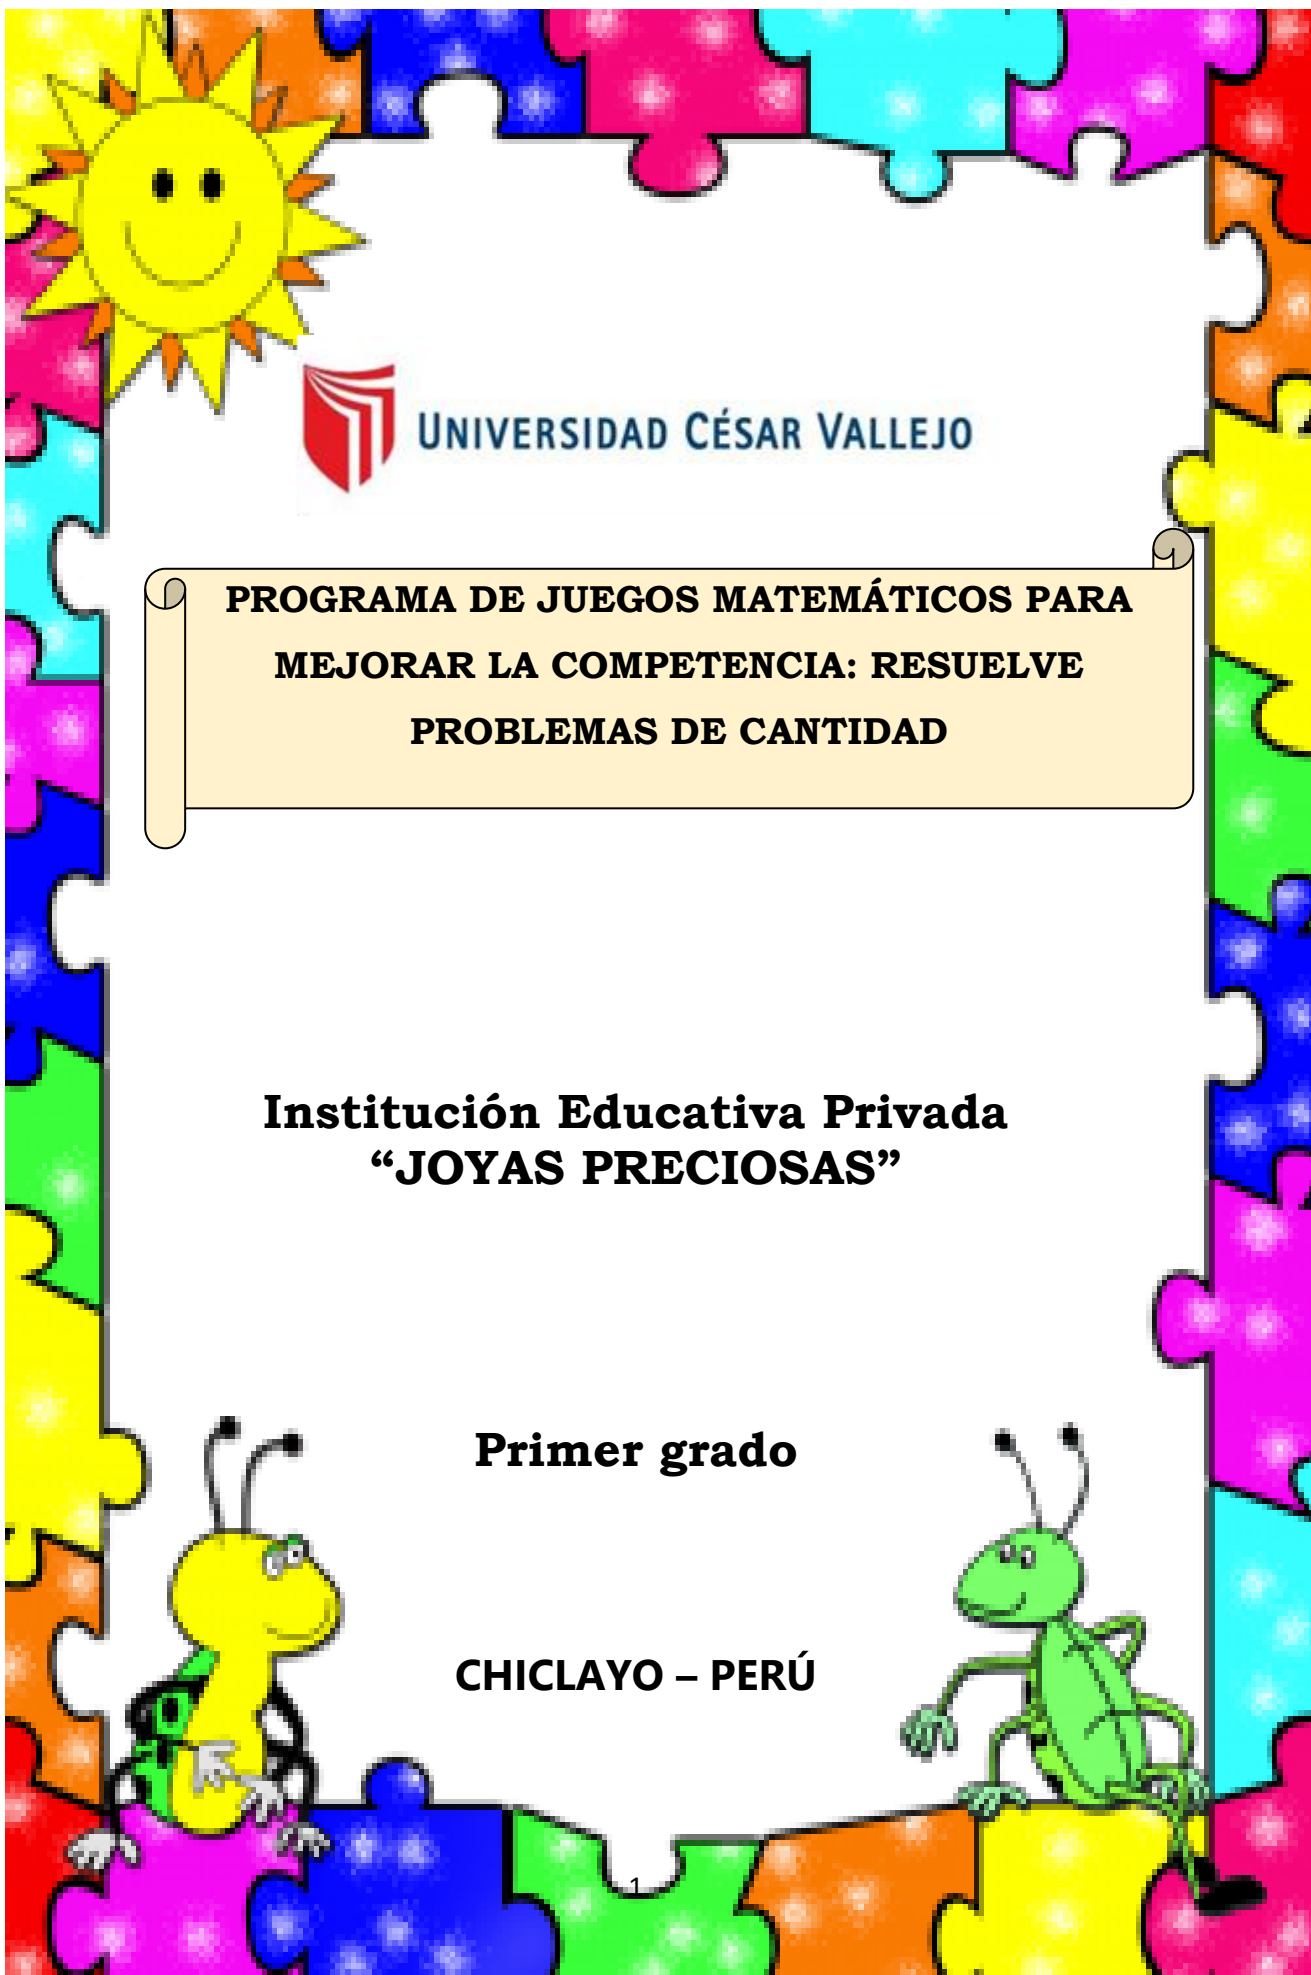 UNIVERSIDAD CÉSAR VALLEJO
PROGRAMA DE JUEGOS MATEMÁTICOS PARA
MEJORAR LA COMPETENCIA: RESUELVE
PROBLEMAS DE CANTIDAD
Institución Educativa Privada
“JOYAS PRECIOSAS”
Primer grado
CHICLAYO – PERÚ
1